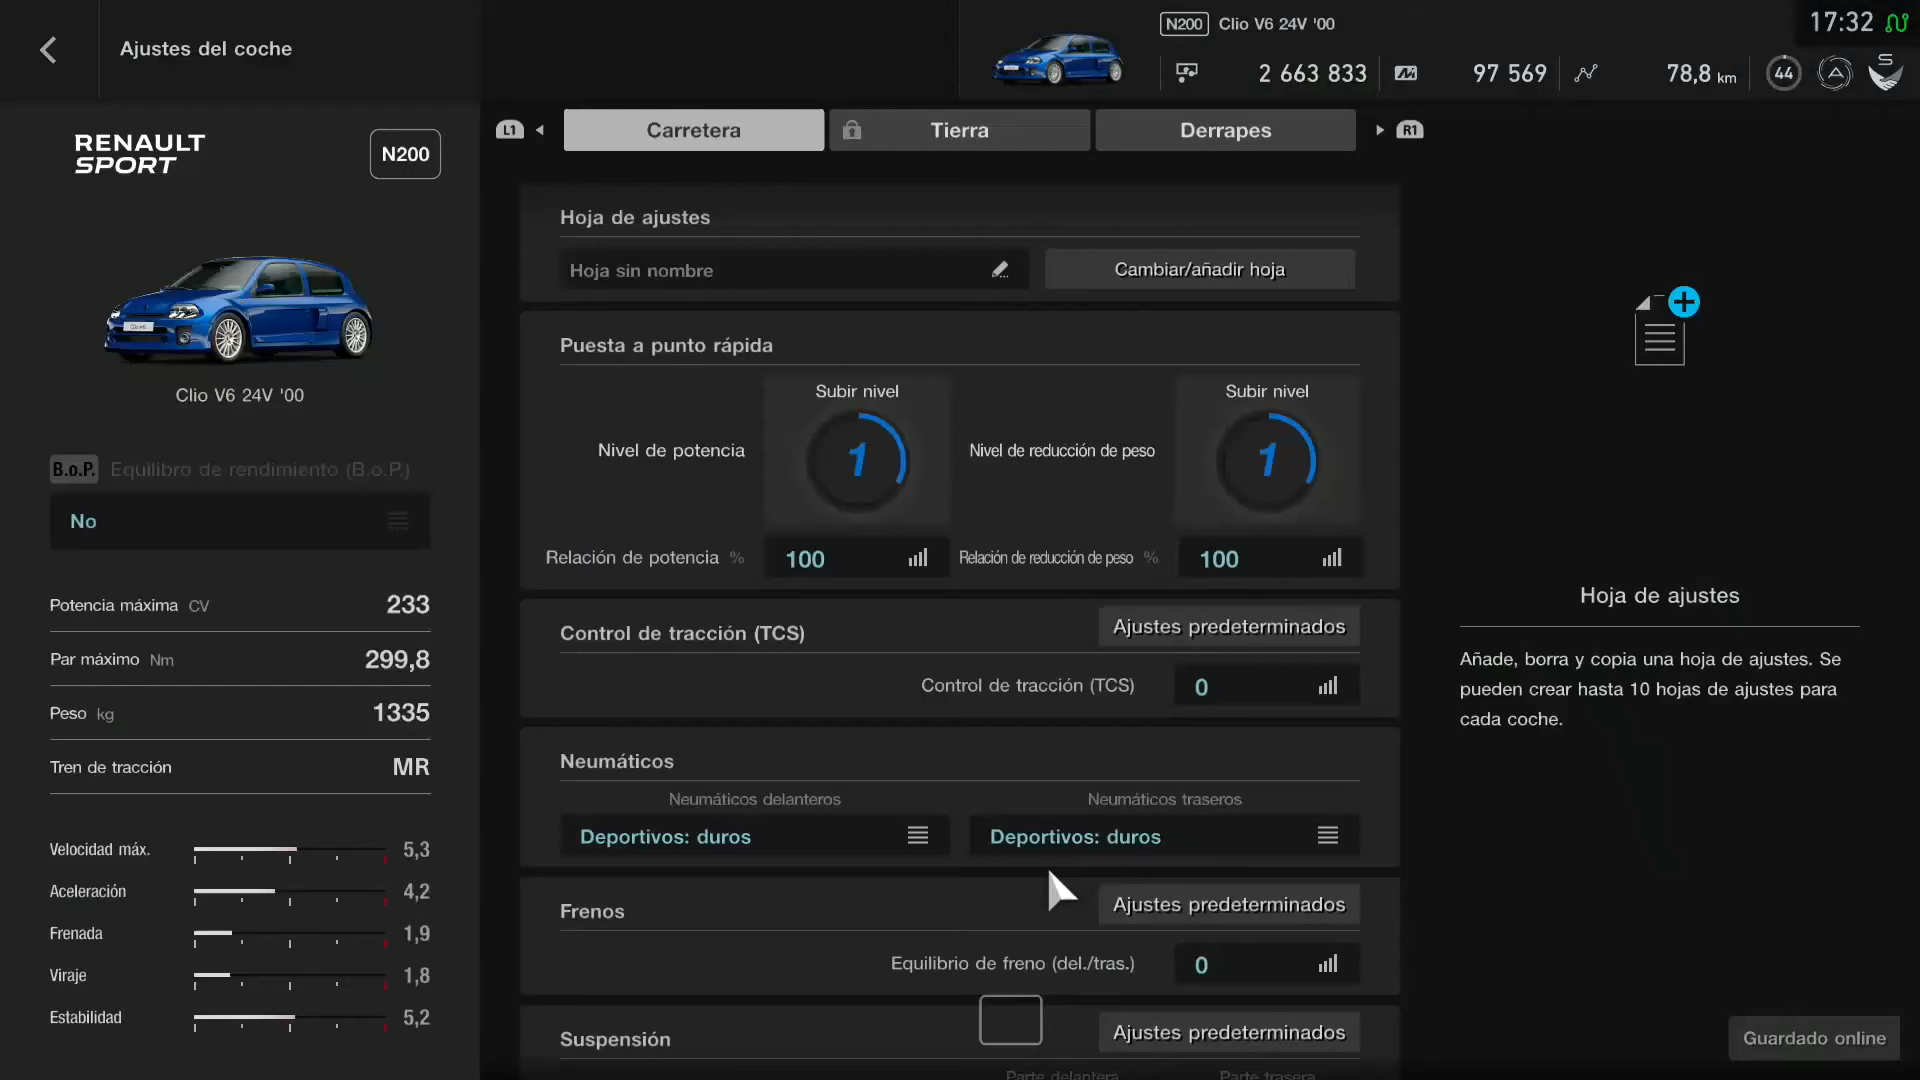 Ajustes del coche
N200 Clio V6 24V '00
17:32
2 663 833
97 569
78,8 km
44
S
RENAULT
SPORT
N200
Clio V6 24V '00
B.o.P. Equilibro de rendimiento (B.o.P.)
No
Potencia máxima CV 233
Par máximo Nm 299,8
Peso kg 1335
Tren de tracción MR
Velocidad máx. 5,3
Aceleración 4,2
Frenada 1,9
Viraje 1,8
Estabilidad 5,2
L1 Carretera Tierra Derrapes R1
Hoja de ajustes
Hoja sin nombre
Cambiar/añadir hoja
Puesta a punto rápida
Nivel de potencia
Subir nivel
1
Nivel de reducción de peso
Subir nivel
1
Relación de potencia % 100
Relación de reducción de peso % 100
Control de tracción (TCS)
Ajustes predeterminados
Control de tracción (TCS) 0
Neumáticos
Neumáticos delanteros
Neumáticos traseros
Deportivos: duros
Deportivos: duros
Frenos
Ajustes predeterminados
Equilibrio de freno (del./tras.) 0
Suspensión
Ajustes predeterminados
Parte delantera
Parte trasera
Hoja de ajustes
Añade, borra y copia una hoja de ajustes. Se
pueden crear hasta 10 hojas de ajustes para
cada coche.
Guardado online